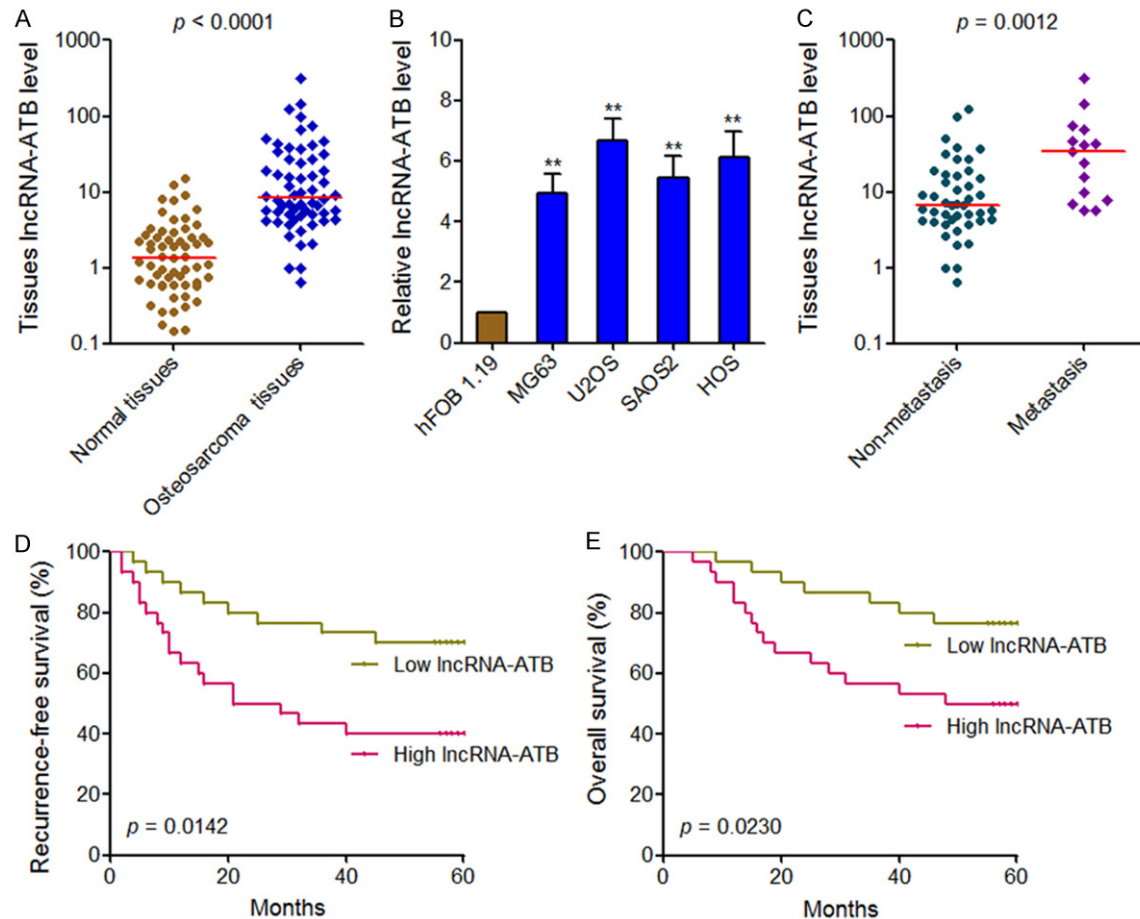 A
p < 0.0001
Tissues lncRNA-ATB level
1000
100
10
1
0.1
Normal tissues
Osteosarcoma tissues
B
Relative lncRNA-ATB level
10
8
6
4
2
0
**
**
**
**
hFOB 1.19
MG63
U2OS
SAOS2
HOS
C
p = 0.0012
Tissues lncRNA-ATB level
1000
100
10
1
0.1
Non-metastasis
Metastasis
D
Recurrence-free survival (%)
100
80
60
40
20
0
Low lncRNA-ATB
High lncRNA-ATB
p = 0.0142
0 20 40 60
Months
E
Overall survival (%)
100
80
60
40
20
0
Low lncRNA-ATB
High lncRNA-ATB
p = 0.0230
0 20 40 60
Months